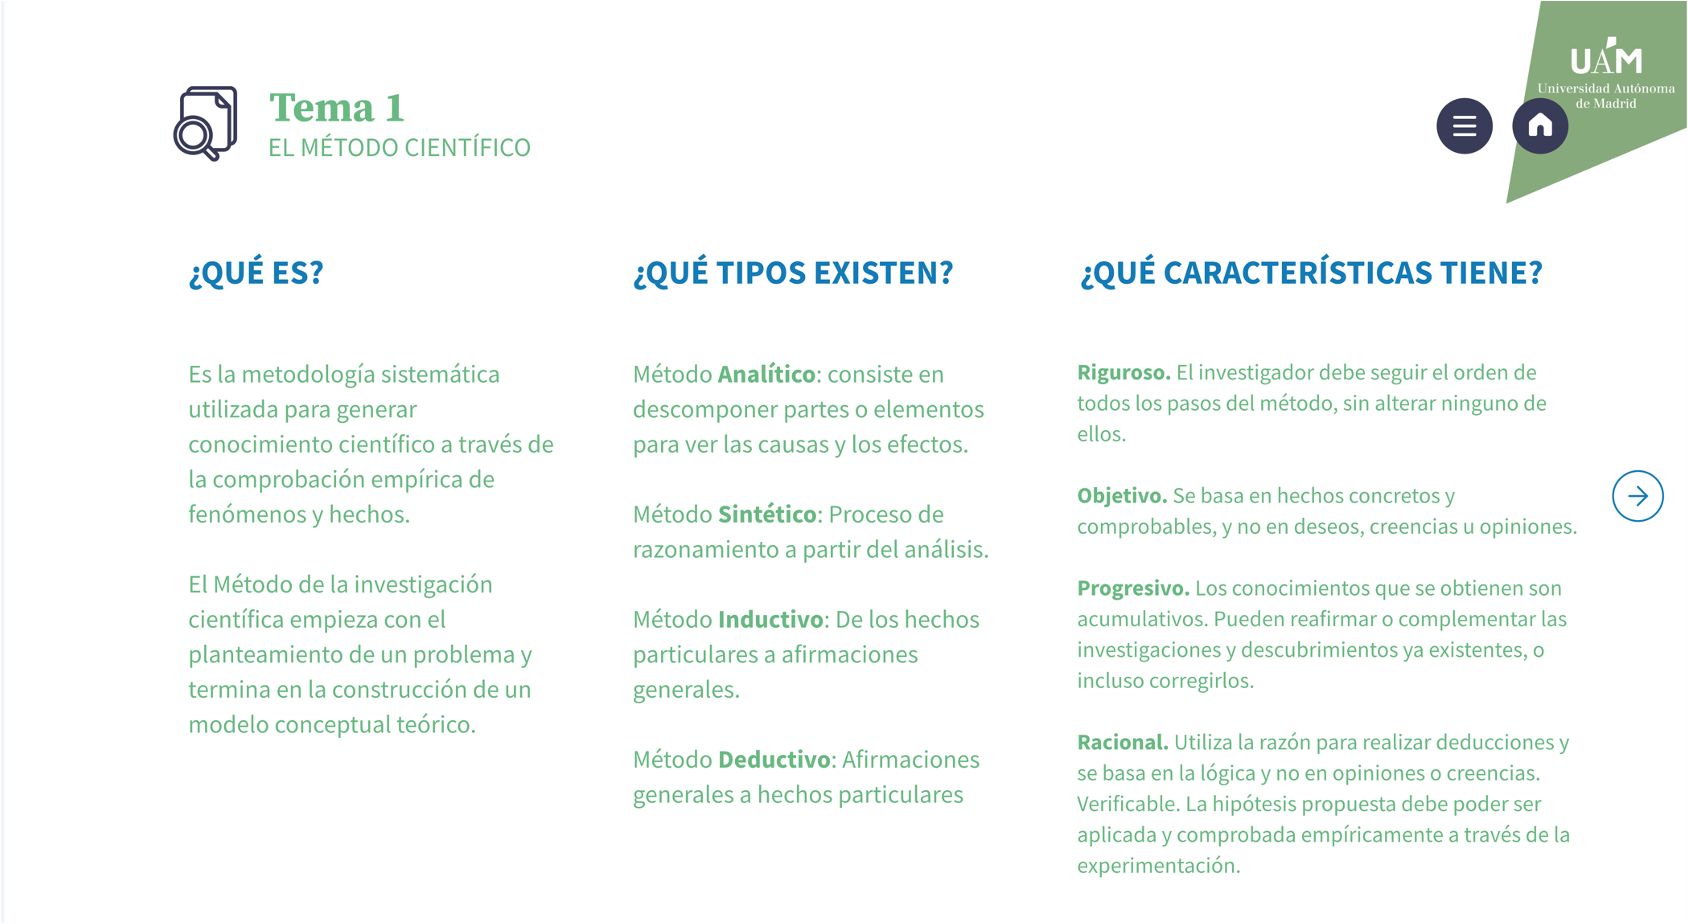 UAM
Universidad Autónoma
de Madrid
Tema 1
EL MÉTODO CIENTÍFICO
¿QUÉ ES?
Es la metodología sistemática
utilizada para generar
conocimiento científico a través de
la comprobación empírica de
fenómenos y hechos.
El Método de la investigación
científica empieza con el
planteamiento de un problema y
termina en la construcción de un
modelo conceptual teórico.
¿QUÉ TIPOS EXISTEN?
Método Analítico: consiste en
descomponer partes o elementos
para ver las causas y los efectos.
Método Sintético: Proceso de
razonamiento a partir del análisis.
Método Inductivo: De los hechos
particulares a afirmaciones
generales.
Método Deductivo: Afirmaciones
generales a hechos particulares
¿QUÉ CARACTERÍSTICAS TIENE?
Riguroso. El investigador debe seguir el orden de
todos los pasos del método, sin alterar ninguno de
ellos.
Objetivo. Se basa en hechos concretos y
comprobables, y no en deseos, creencias u opiniones.
Progresivo. Los conocimientos que se obtienen son
acumulativos. Pueden reafirmar o complementar las
investigaciones y descubrimientos ya existentes, o
incluso corregirlos.
Racional. Utiliza la razón para realizar deducciones y
se basa en la lógica y no en opiniones o creencias.
Verificable. La hipótesis propuesta debe poder ser
aplicada y comprobada empíricamente a través de la
experimentación.